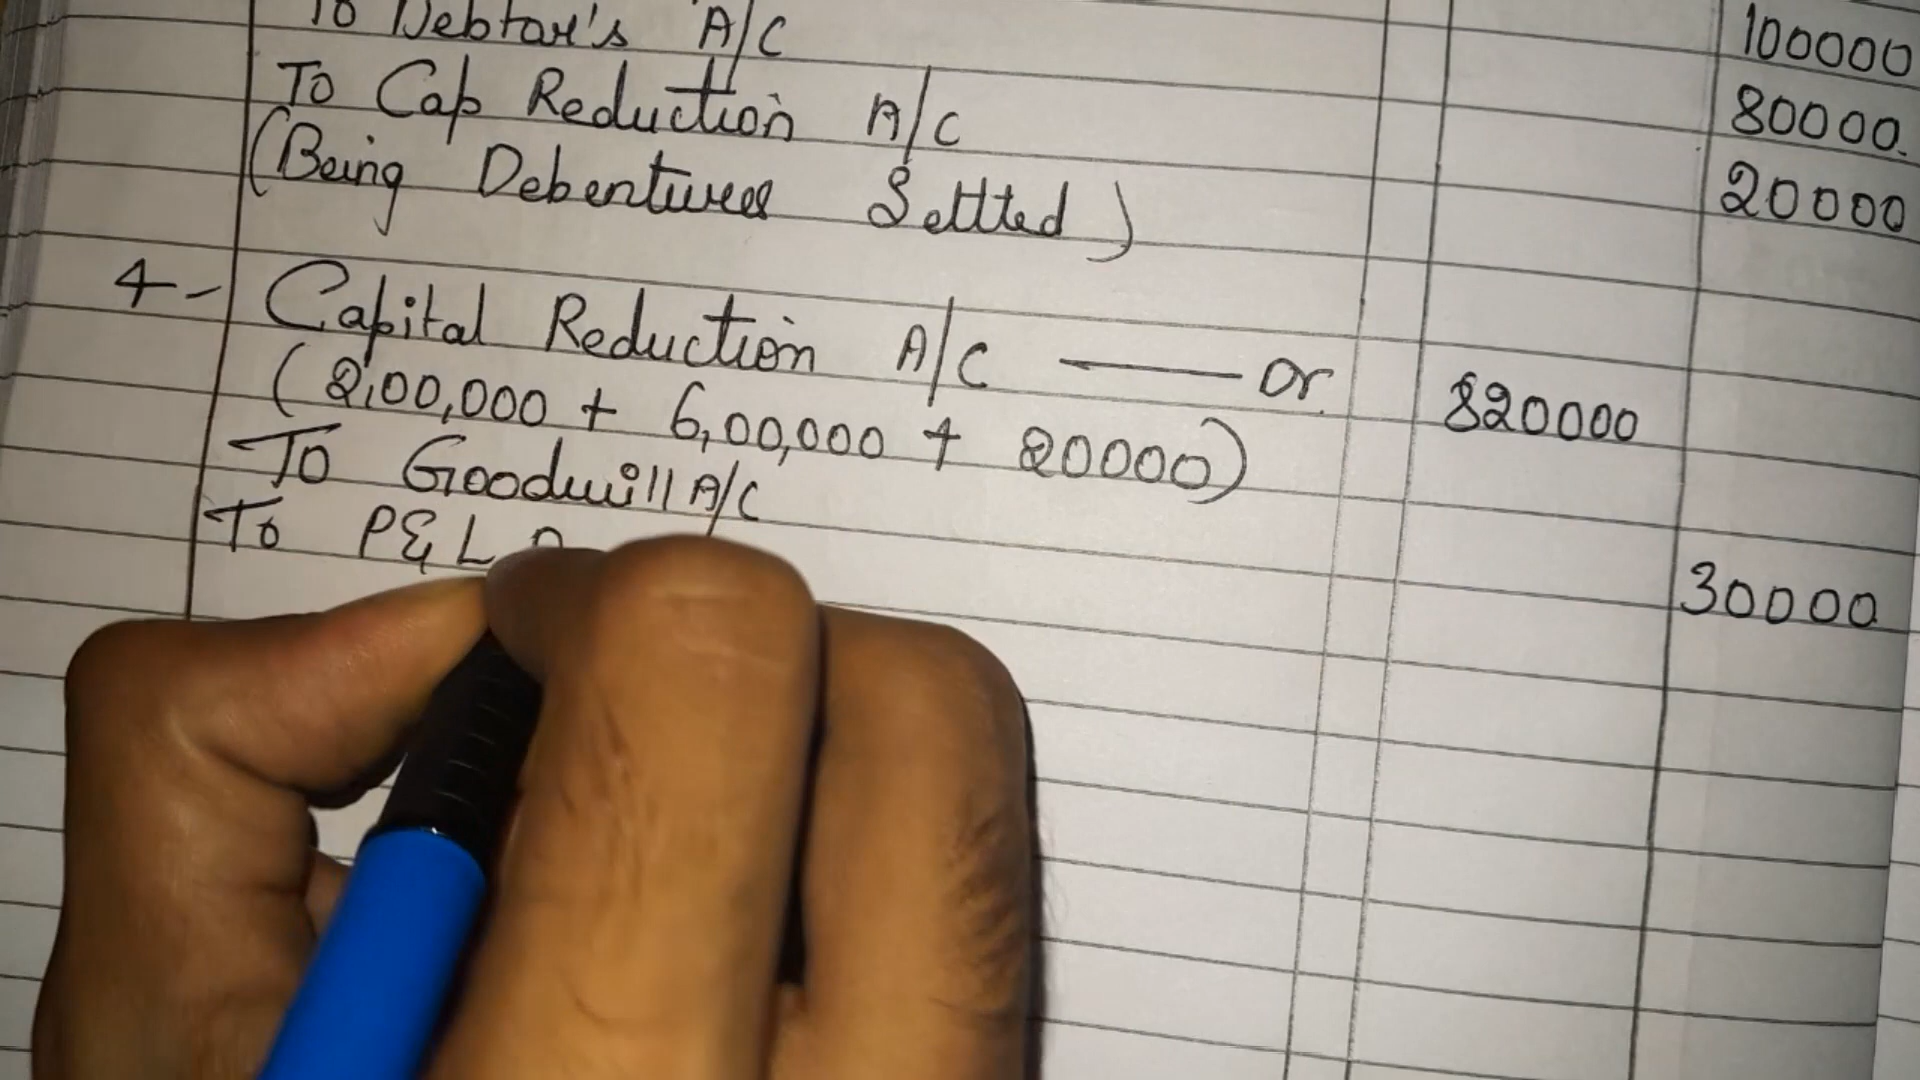 To Debtor's A/C 100000
To Cap Reduction A/C 80000.
(Being Debentures Settled) 20000
4- Capital Reduction A/C —— Dr. 820000
(2,00,000 + 6,00,000 + 20000)
To Goodwill A/C 30000
To P&L